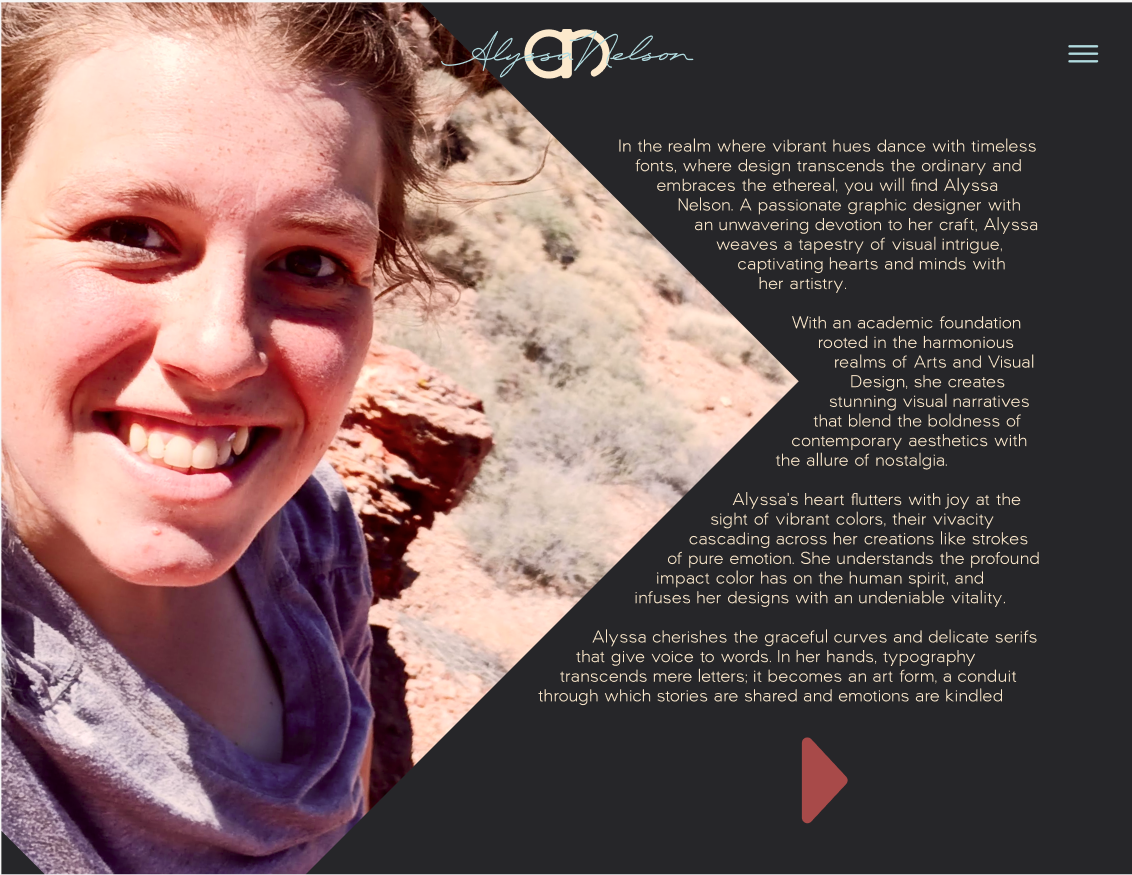 Alyssa Nelson
an
In the realm where vibrant hues dance with timeless
fonts, where design transcends the ordinary and
embraces the ethereal, you will find Alyssa
Nelson. A passionate graphic designer with
an unwavering devotion to her craft, Alyssa
weaves a tapestry of visual intrigue,
captivating hearts and minds with
her artistry.
With an academic foundation
rooted in the harmonious
realms of Arts and Visual
Design, she creates
stunning visual narratives
that blend the boldness of
contemporary aesthetics with
the allure of nostalgia.
Alyssa's heart flutters with joy at the
sight of vibrant colors, their vivacity
cascading across her creations like strokes
of pure emotion. She understands the profound
impact color has on the human spirit, and
infuses her designs with an undeniable vitality.
Alyssa cherishes the graceful curves and delicate serifs
that give voice to words. In her hands, typography
transcends mere letters; it becomes an art form, a conduit
through which stories are shared and emotions are kindled